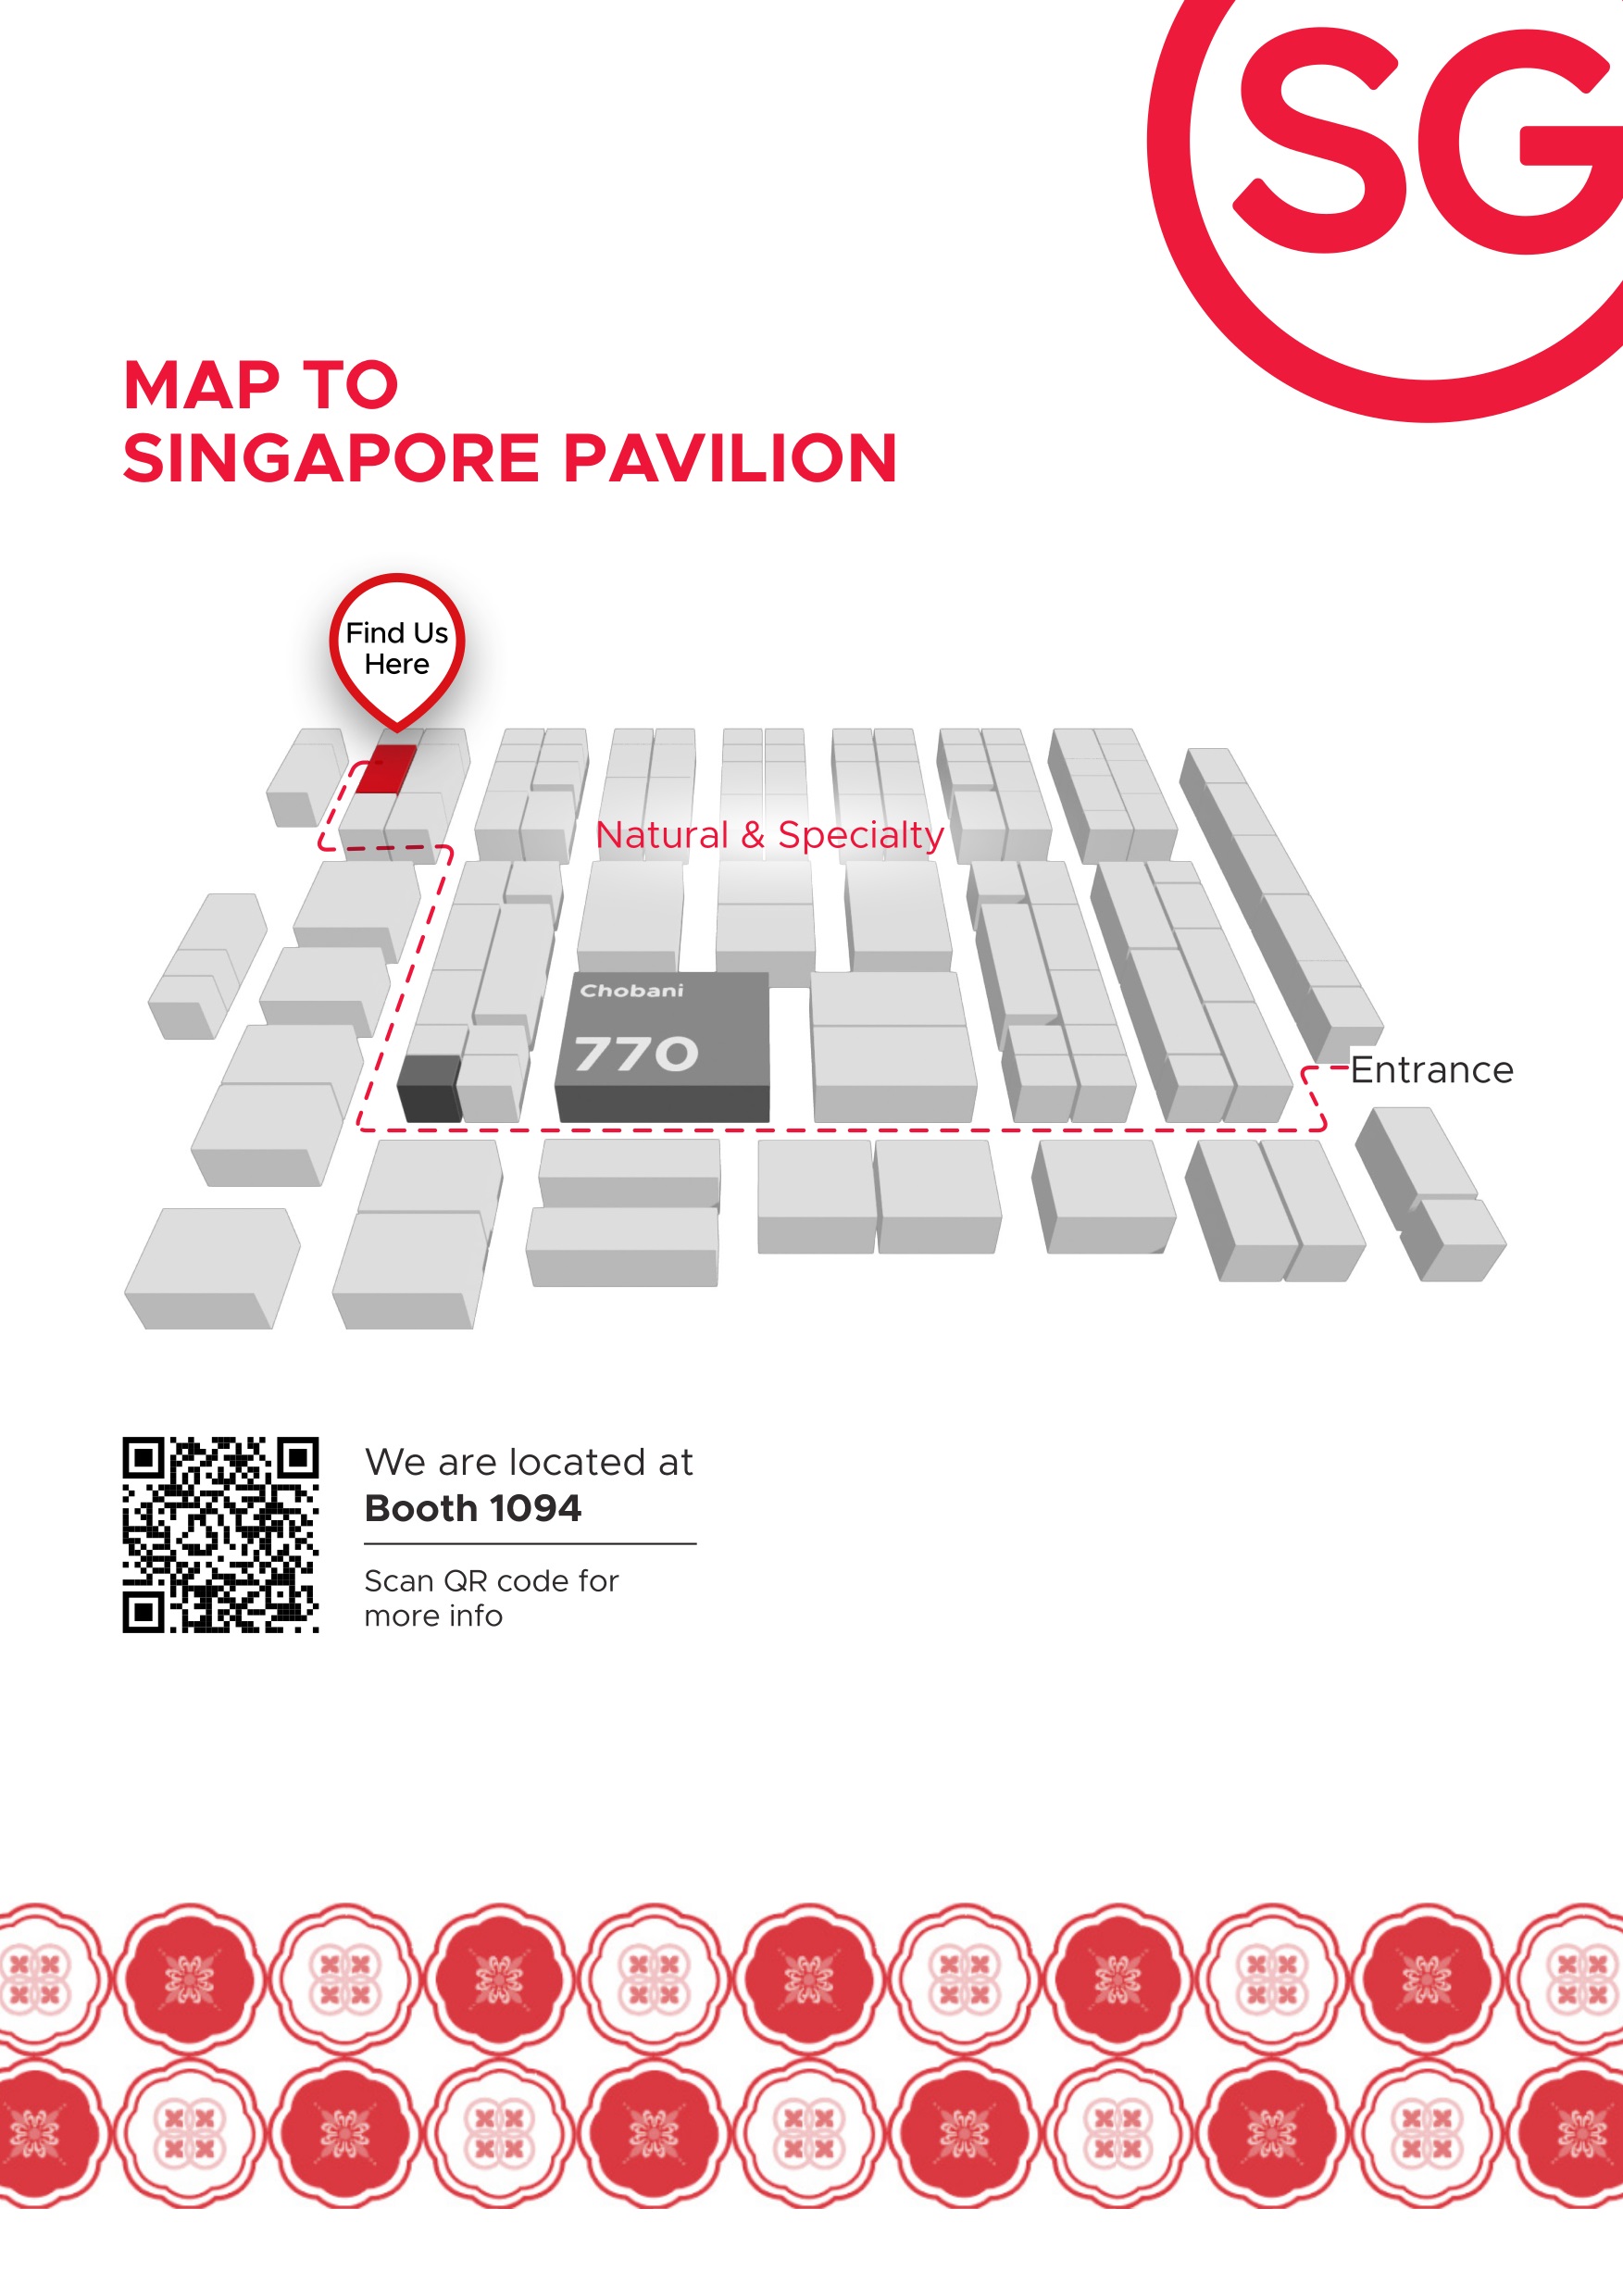 SG
MAP TO
SINGAPORE PAVILION
Find Us
Here
Natural & Specialty
Chobani
770
Entrance
We are located at
Booth 1094
Scan QR code for
more info